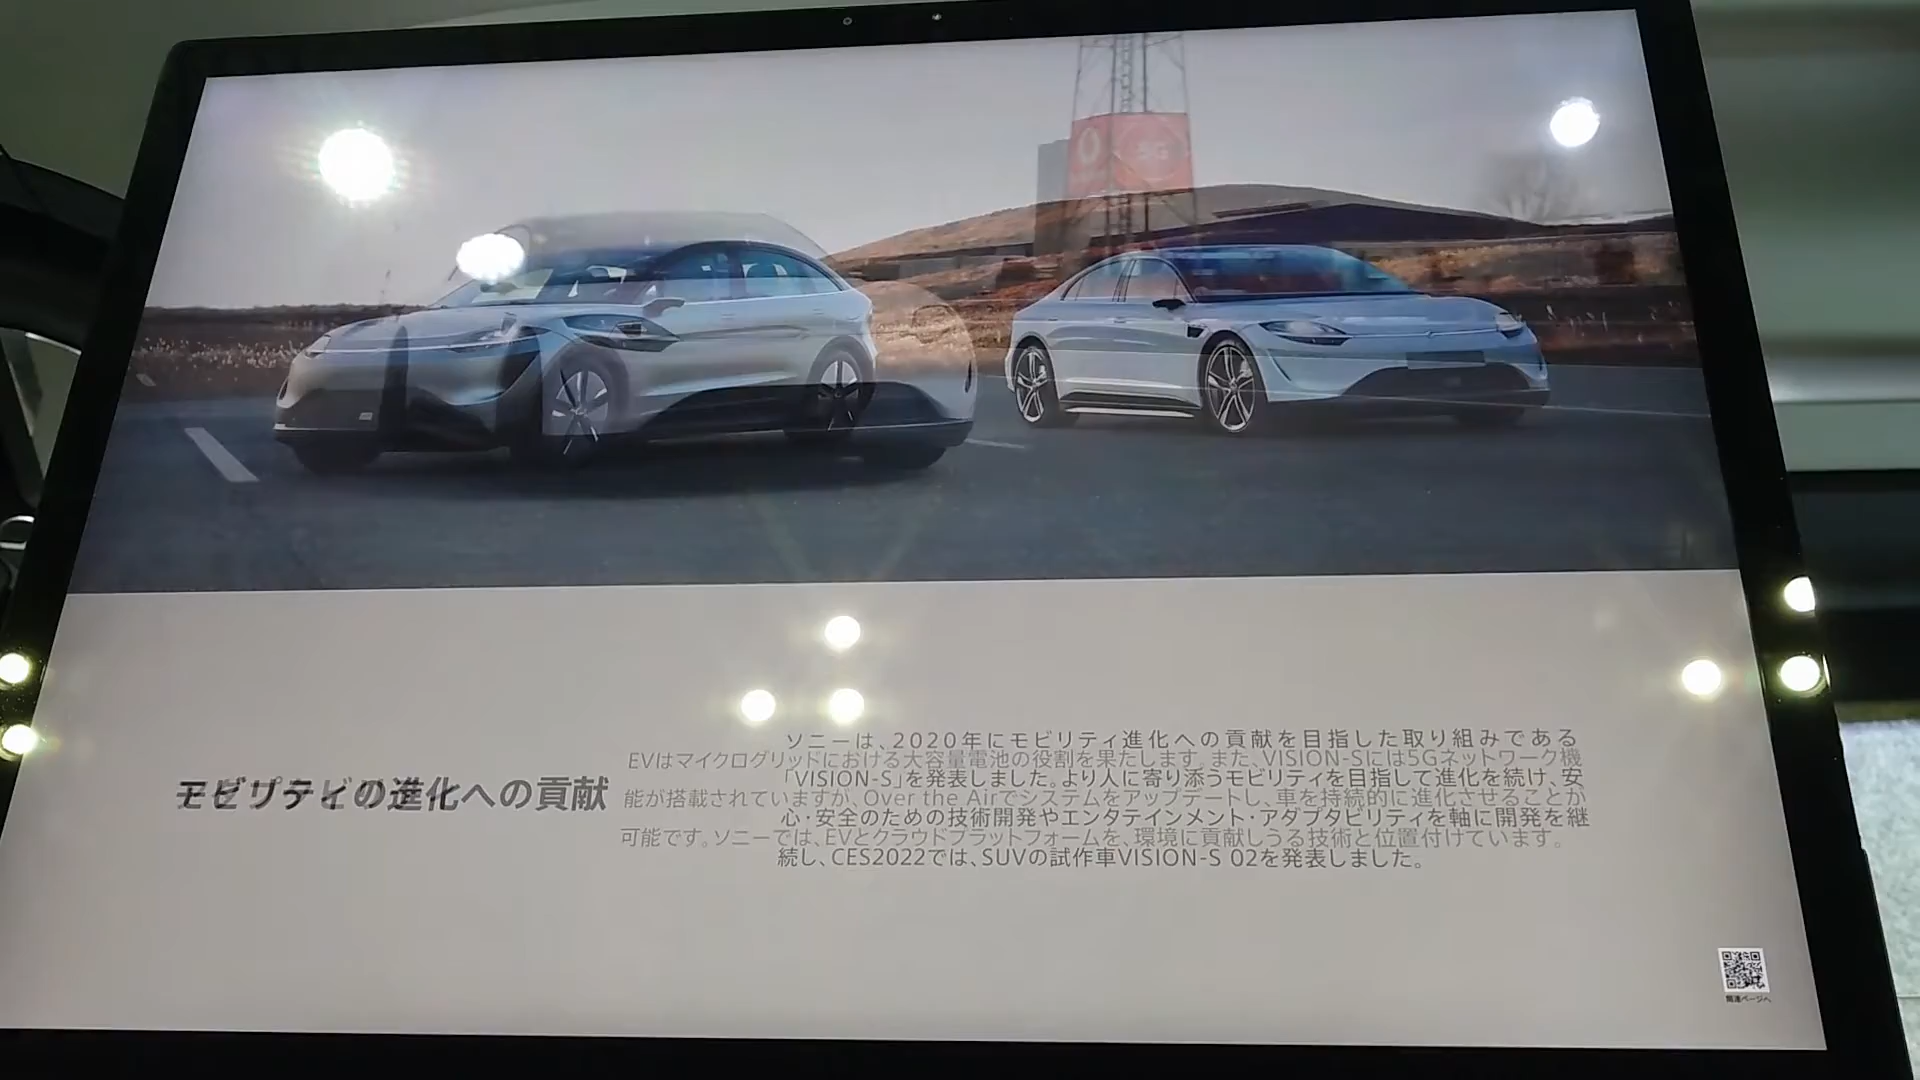 5G
モビリティの進化への貢献
ソニーは、2020年にモビリティ進化への貢献を目指した取り組みである
EVはマイクログリッドにおける大容量電池の役割を果たします。また、VISION-Sには5Gネットワーク機
「VISION-S」を発表しました。より人に寄り添うモビリティを目指して進化を続け、安
能が搭載されていますが、Over the Airでシステムをアップデートし、車を持続的に進化させることが
心・安全のための技術開発やエンタテインメント・アダプタビリティを軸に開発を継
可能です。ソニーでは、EVとクラウドプラットフォームを、環境に貢献しうる技術と位置付けています。
続し、CES2022では、SUVの試作車VISION-S 02を発表しました。
関連ページへ